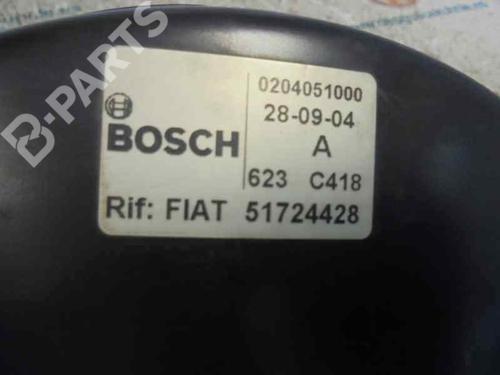 0204051000
28-09-04
BOSCH
A
623 C418
Rif: FIAT 51724428
B-PARTS